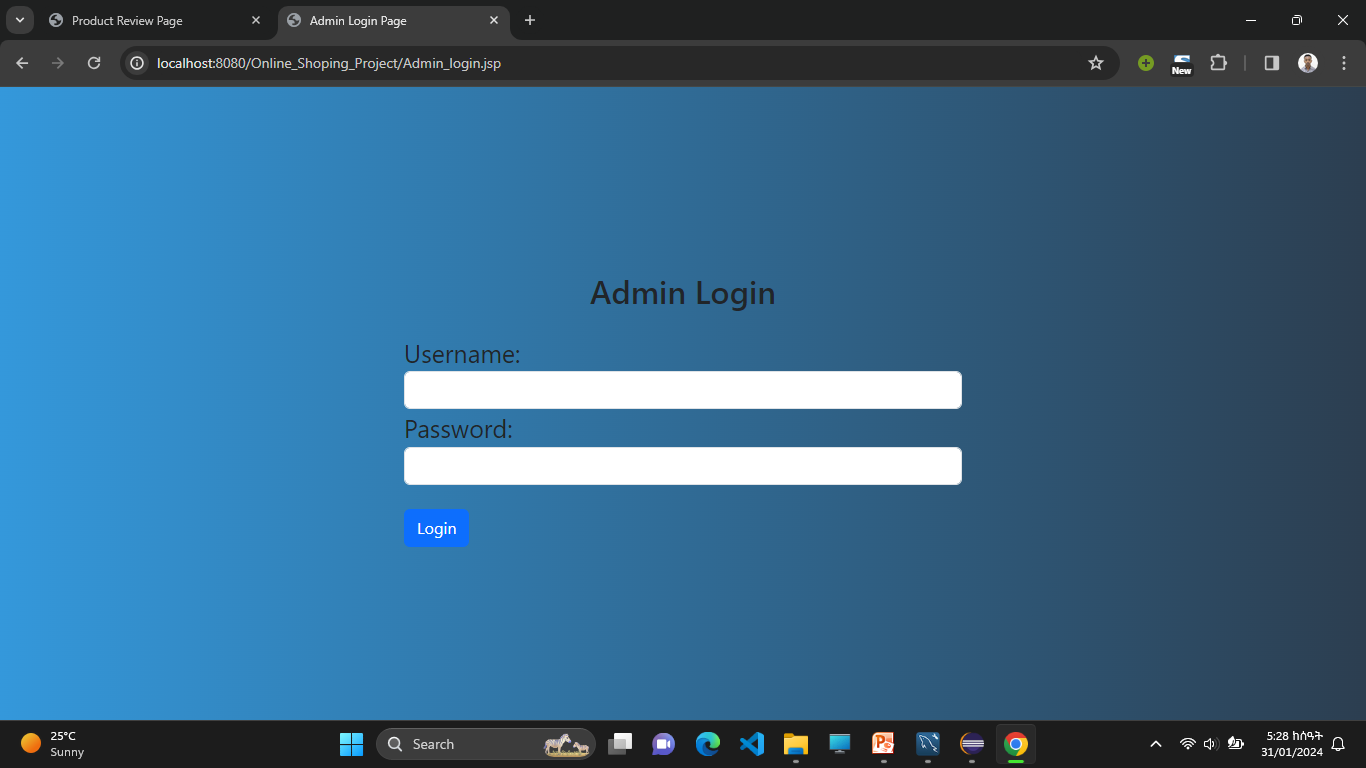 Product Review Page
Admin Login Page
localhost:8080/Online_Shoping_Project/Admin_login.jsp
New
Admin Login
Username:
Password:
Login
25°C
Sunny
Search
5:28 ከሰዓት
31/01/2024